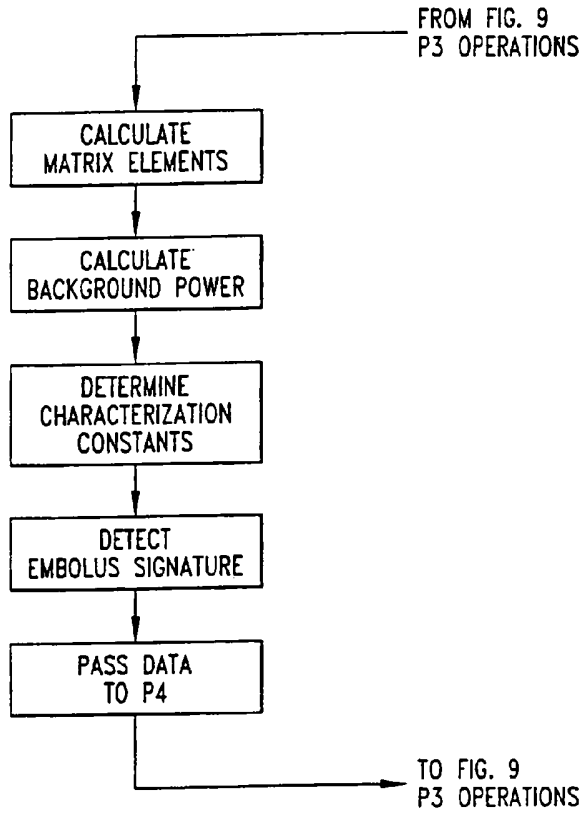 FROM FIG. 9
P3 OPERATIONS
CALCULATE
MATRIX ELEMENTS
CALCULATE
BACKGROUND POWER
DETERMINE
CHARACTERIZATION
CONSTANTS
DETECT
EMBOLUS SIGNATURE
PASS DATA
TO P4
TO FIG. 9
P3 OPERATIONS